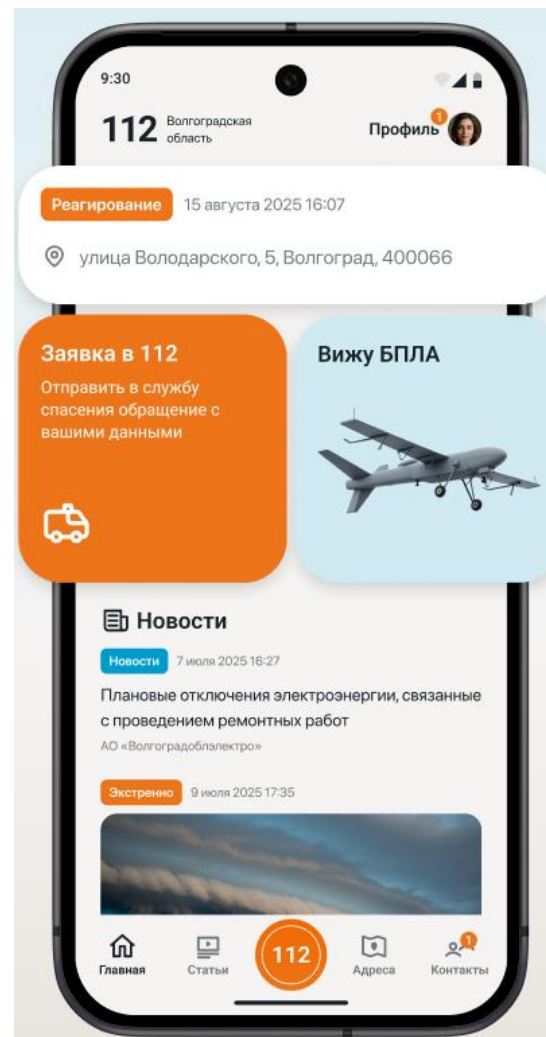 9:30
112 Волгоградская
область
Профиль 1
Реагирование 15 августа 2025 16:07
улица Володарского, 5, Волгоград, 400066
Заявка в 112
Отправить в службу
спасения обращение с
вашими данными
Вижу БПЛА
Новости
Новости 7 июля 2025 16:27
Плановые отключения электроэнергии, связанные
с проведением ремонтных работ
АО «Волгоградоблэлектро»
Экстренно 9 июля 2025 17:35
112
1
Главная Статьи Адреса Контакты